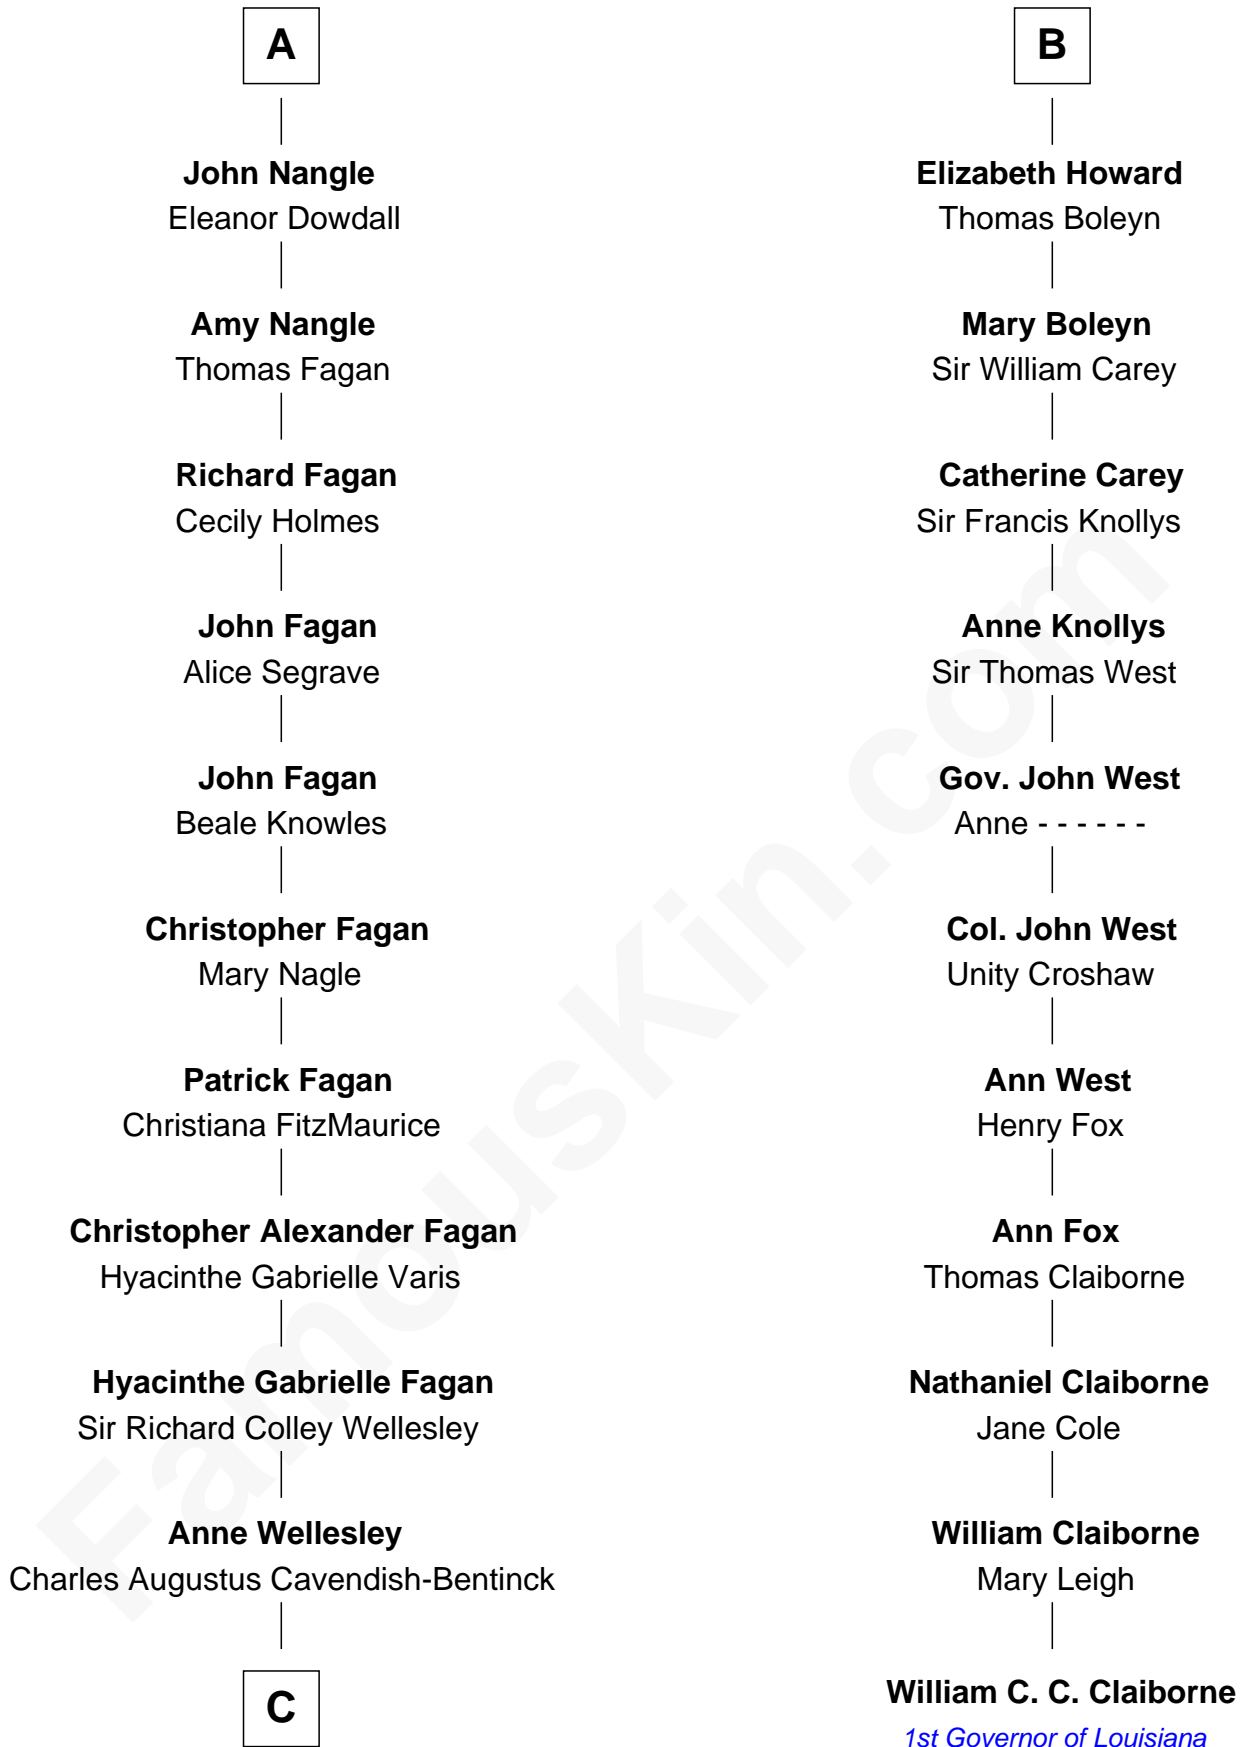 A
John Nangle
Eleanor Dowdall
Amy Nangle
Thomas Fagan
Richard Fagan
Cecily Holmes
John Fagan
Alice Segrave
John Fagan
Beale Knowles
Christopher Fagan
Mary Nagle
Patrick Fagan
Christiana FitzMaurice
Christopher Alexander Fagan
Hyacinthe Gabrielle Varis
Hyacinthe Gabrielle Fagan
Sir Richard Colley Wellesley
Anne Wellesley
Charles Augustus Cavendish-Bentinck
C
B
Elizabeth Howard
Thomas Boleyn
Mary Boleyn
Sir William Carey
Catherine Carey
Sir Francis Knollys
Anne Knollys
Sir Thomas West
Gov. John West
Anne - - - - - -
Col. John West
Unity Croshaw
Ann West
Henry Fox
Ann Fox
Thomas Claiborne
Nathaniel Claiborne
Jane Cole
William Claiborne
Mary Leigh
William C. C. Claiborne
1st Governor of Louisiana
FamousKin.com